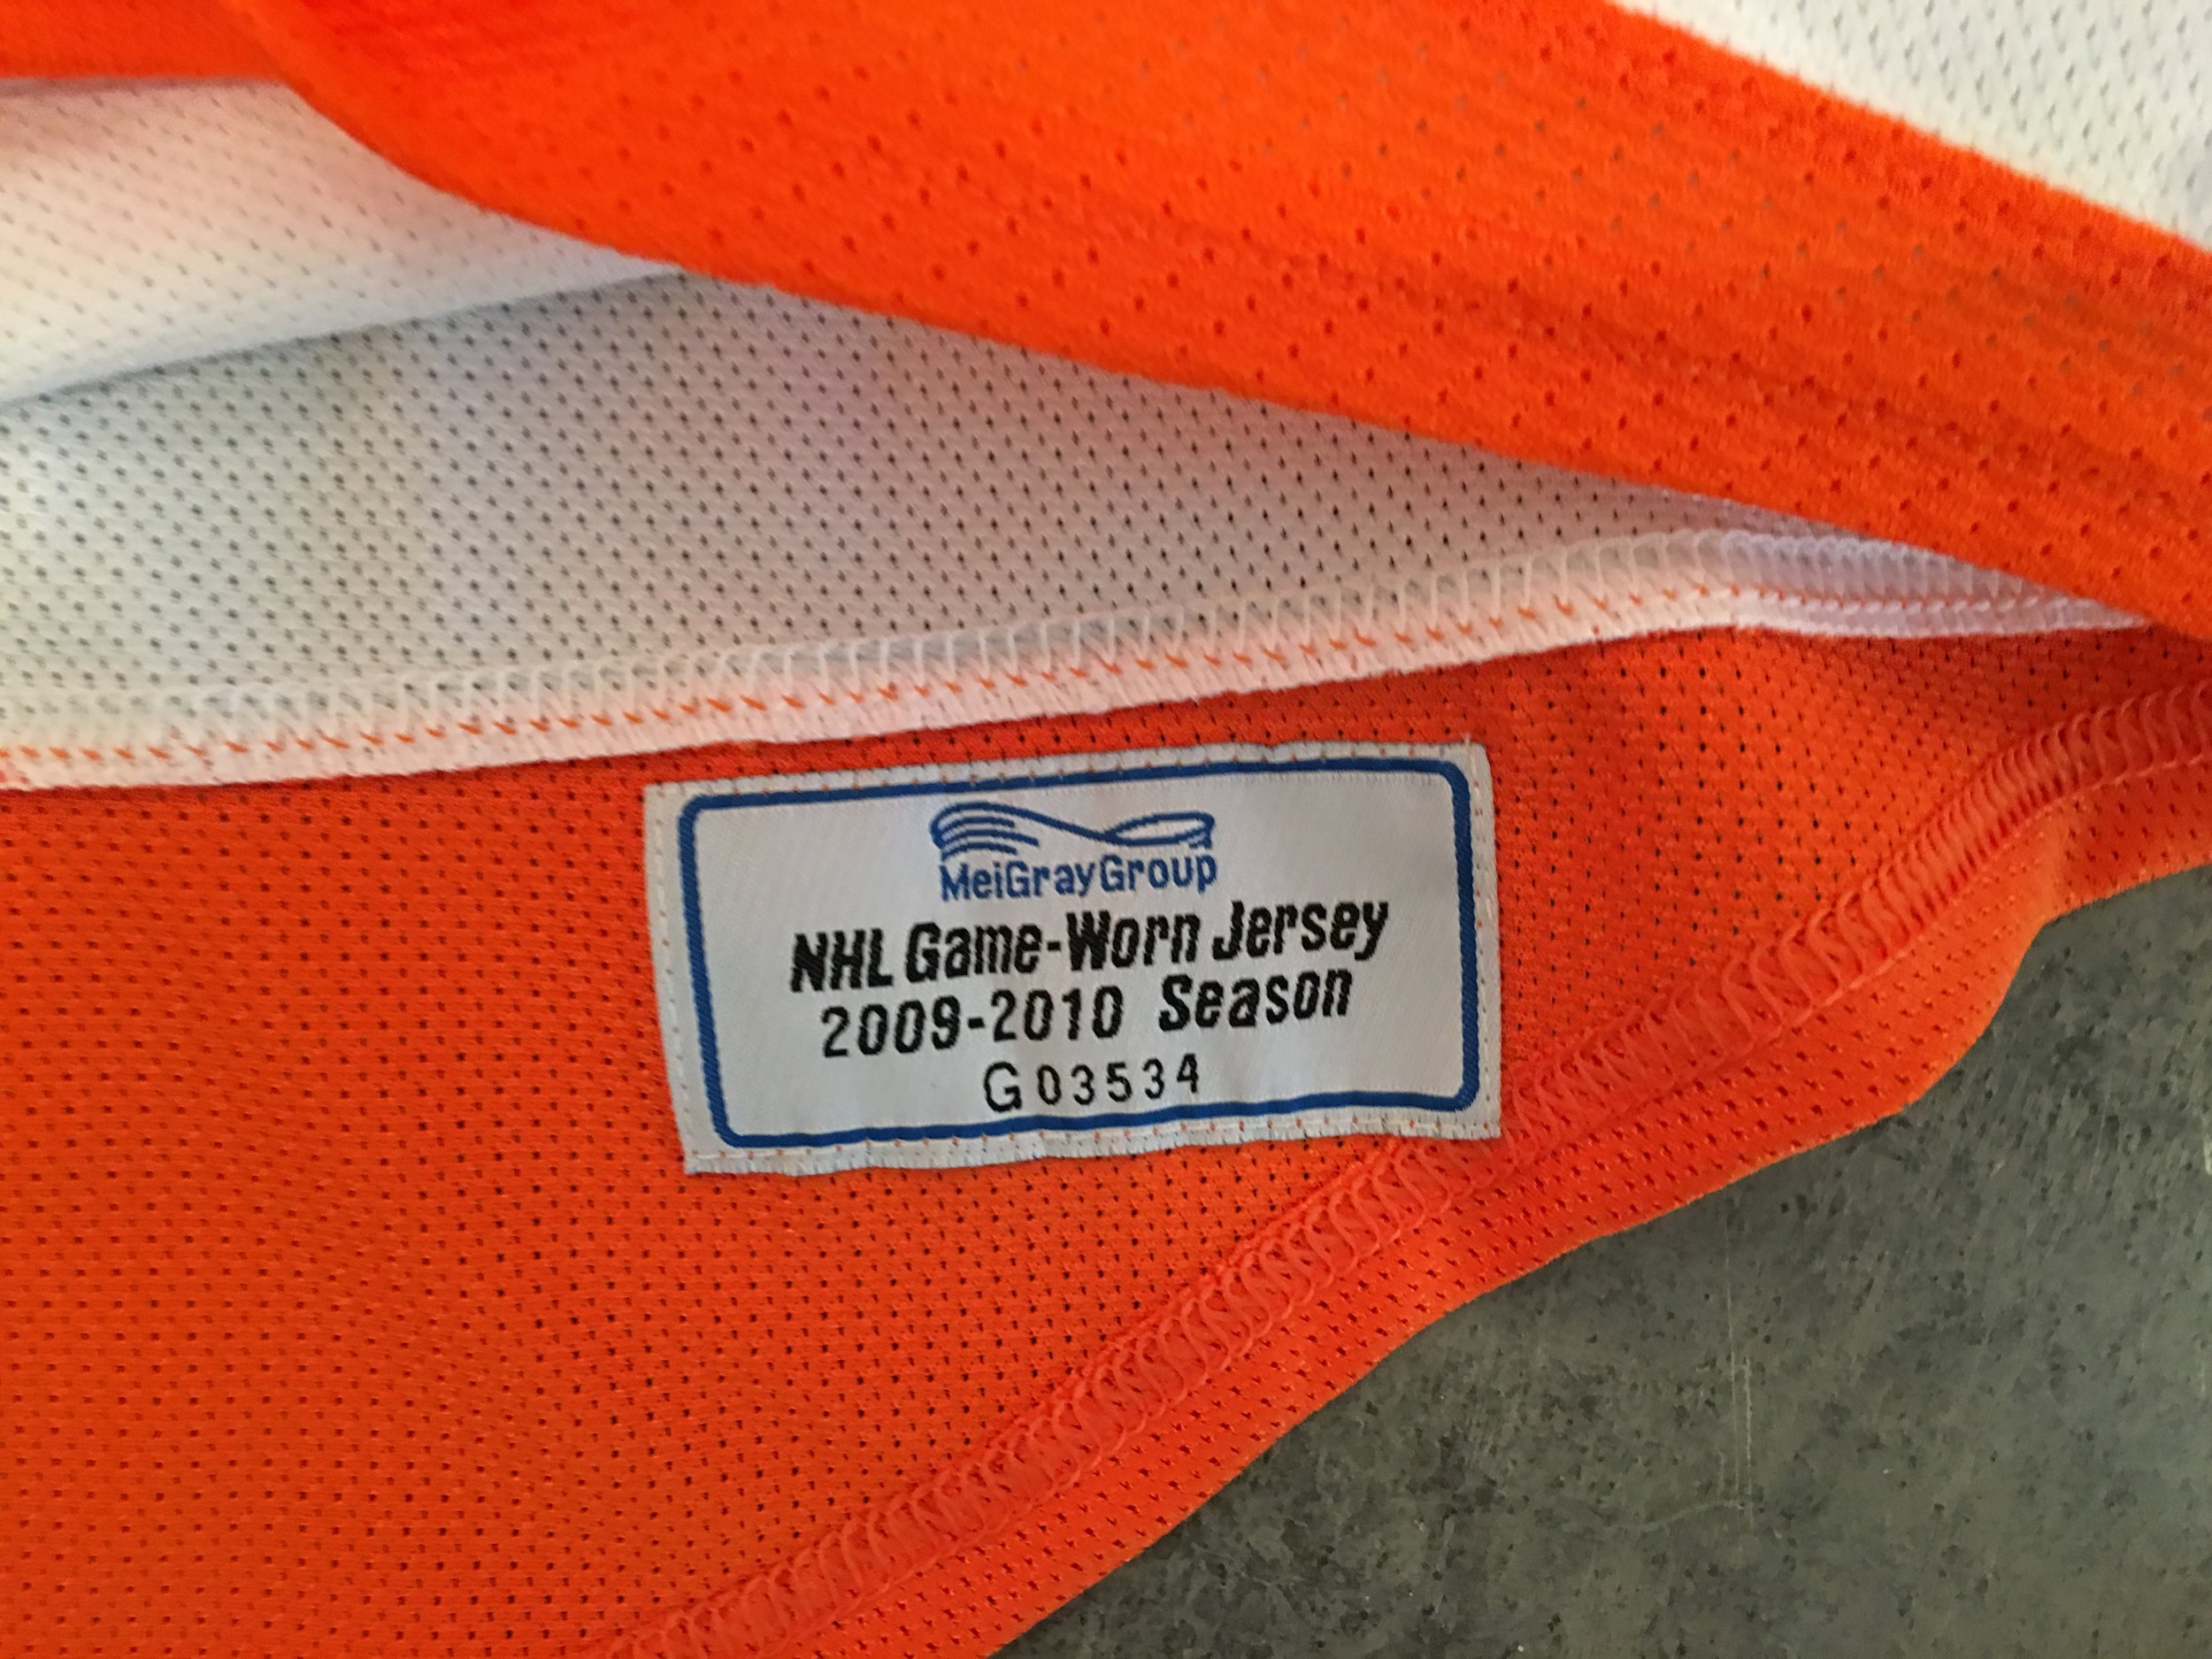 MeiGrayGroup
NHL Game-Worn Jersey
2009-2010 Season
G03534